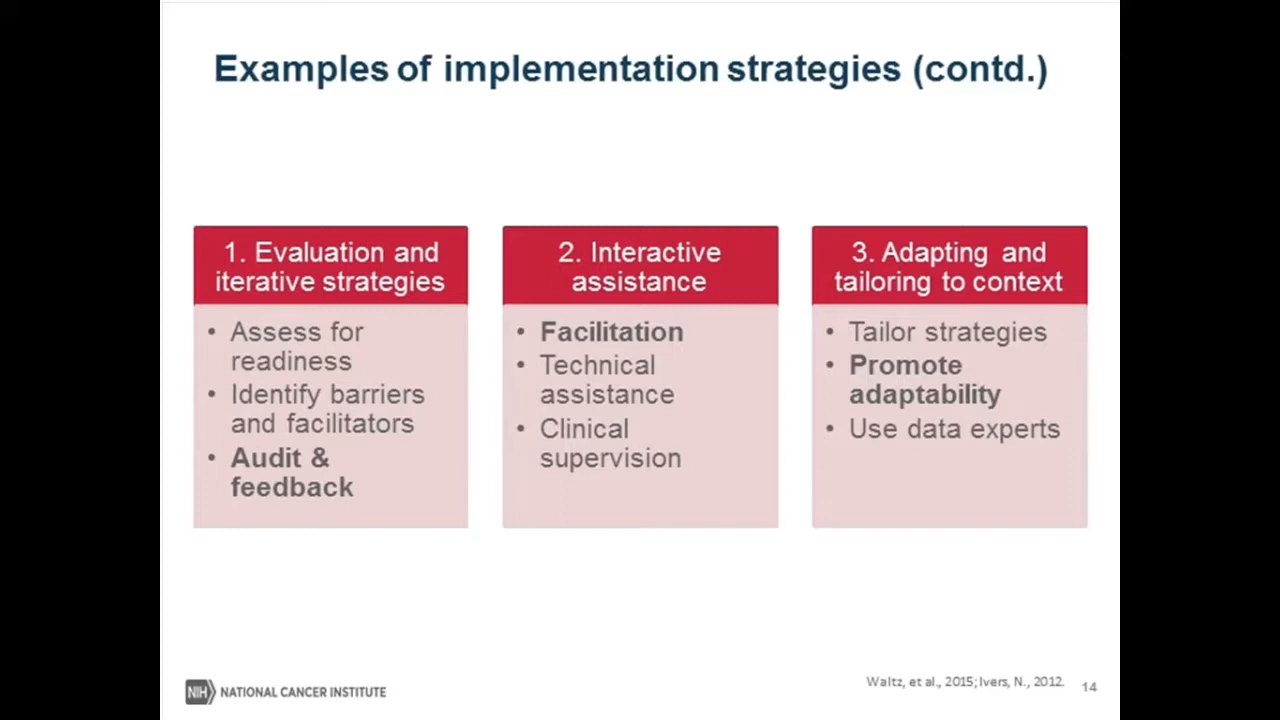 Examples of implementation strategies (contd.)
1. Evaluation and
iterative strategies
• Assess for
readiness
• Identify barriers
and facilitators
• Audit &
feedback
2. Interactive
assistance
• Facilitation
• Technical
assistance
• Clinical
supervision
3. Adapting and
tailoring to context
• Tailor strategies
• Promote
adaptability
• Use data experts
NIH NATIONAL CANCER INSTITUTE
Waltz, et al., 2015; Ivers, N., 2012.
14